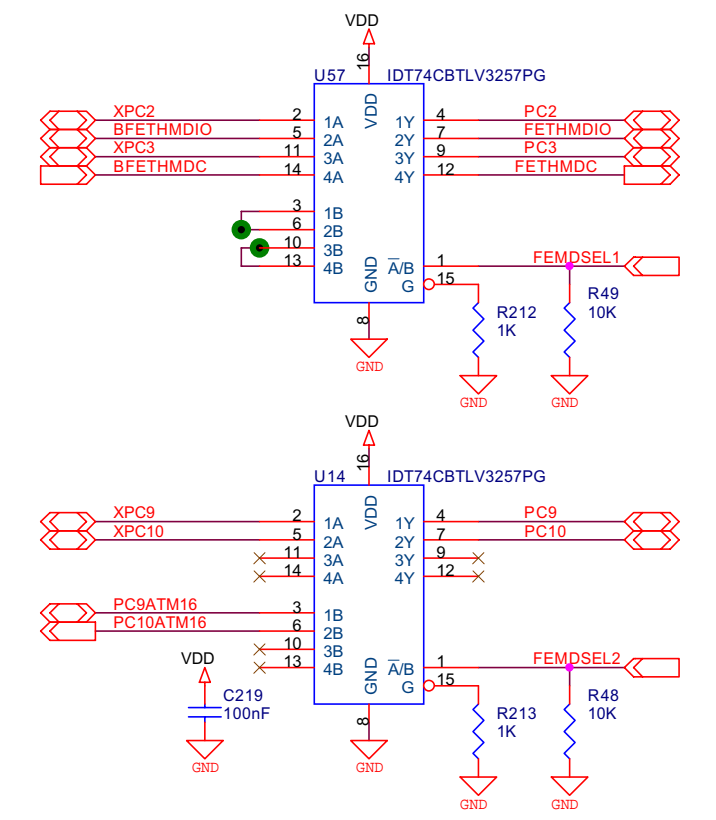 VDD
16
U57 IDT74CBTLV3257PG
XPC2 2 1A VDD 1Y 4 PC2
BFETHMDIO 5 2A 2Y 7 FETHMDIO
XPC3 11 3A 3Y 9 PC3
BFETHMDC 14 4A 4Y 12 FETHMDC
3 1B
6 2B
10 3B
13 4B GND A/B 1 FEMDSEL1
G 15
8
GND
R212
1K
GND
R49
10K
GND
VDD
16
U14 IDT74CBTLV3257PG
XPC9 2 1A VDD 1Y 4 PC9
XPC10 5 2A 2Y 7 PC10
11 3A 3Y 9
14 4A 4Y 12
PC9ATM16 3 1B
PC10ATM16 6 2B
10 3B
13 4B GND A/B 1 FEMDSEL2
G 15
8
GND
VDD
C219
100nF
GND
R213
1K
GND
R48
10K
GND